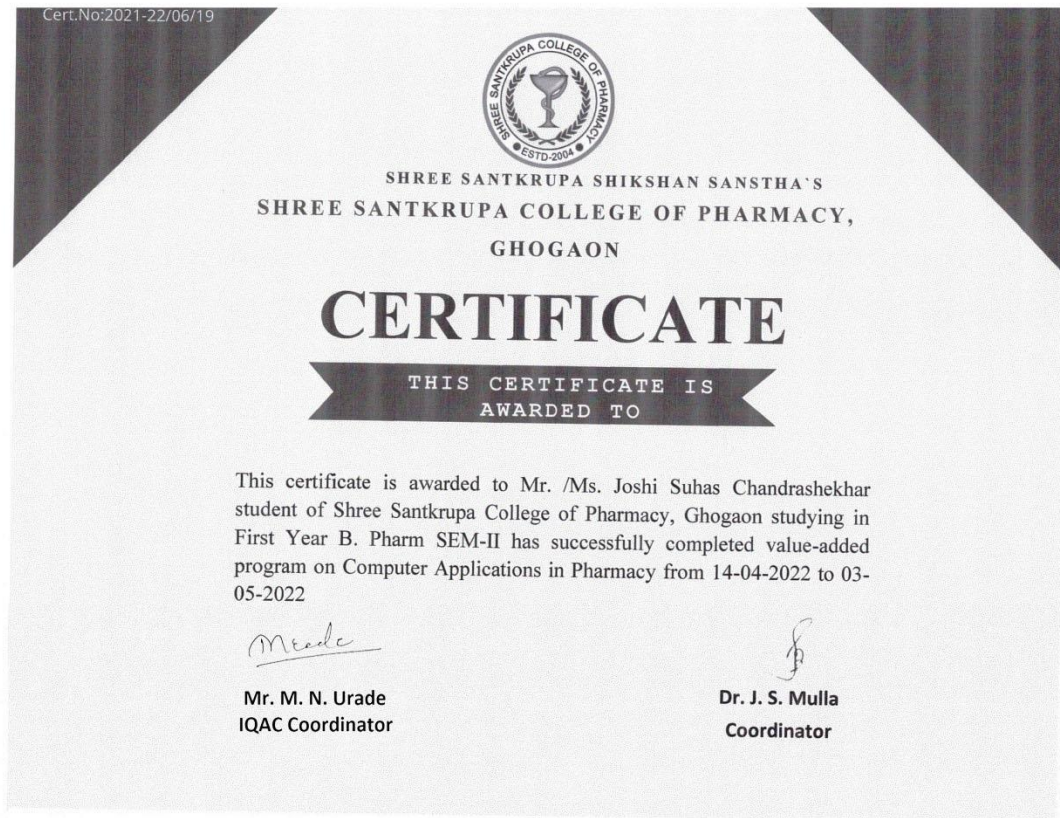 Cert.No:2021-22/06/19
SHREE SANTKRUPA COLLEGE OF PHARMACY
ESTD-2004
SHREE SANTKRUPA SHIKSHAN SANSTHA`S
SHREE SANTKRUPA COLLEGE OF PHARMACY,
GHOGAON
CERTIFICATE
THIS CERTIFICATE IS
AWARDED TO
This certificate is awarded to Mr. /Ms. Joshi Suhas Chandrashekhar
student of Shree Santkrupa College of Pharmacy, Ghogaon studying in
First Year B. Pharm SEM-II has successfully completed value-added
program on Computer Applications in Pharmacy from 14-04-2022 to 03-
05-2022
Mr. M. N. Urade
IQAC Coordinator
Dr. J. S. Mulla
Coordinator